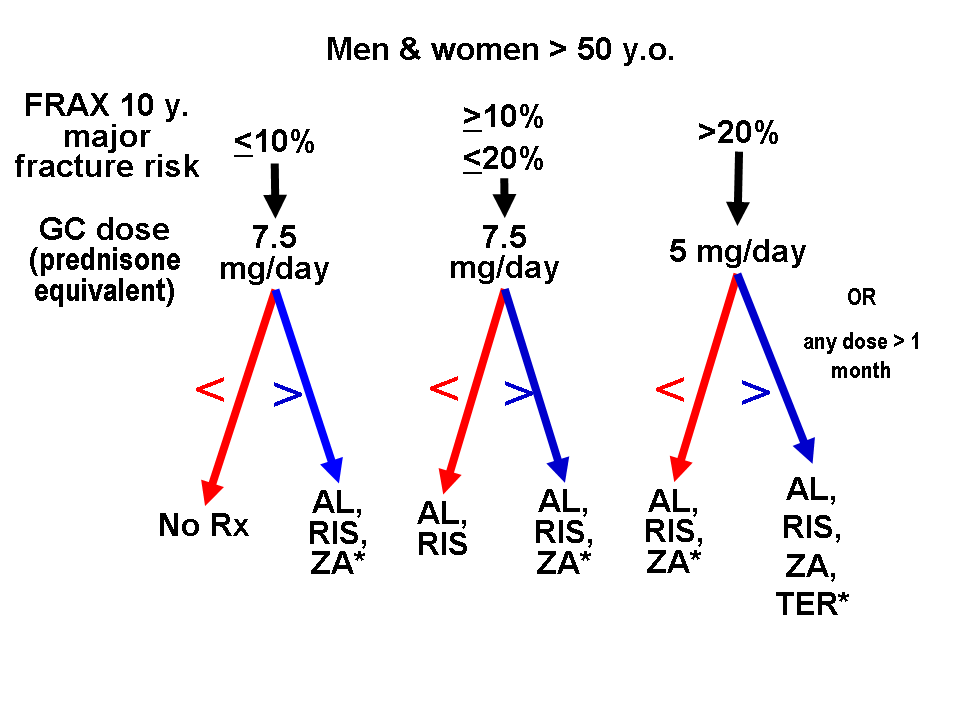 Men & women > 50 y.o.
FRAX 10 y.
major
fracture risk
≤10%
≥10%
≤20%
>20%
GC dose
(prednisone
equivalent)
7.5
mg/day
7.5
mg/day
5 mg/day
OR
any dose > 1
month
<
>
<
>
<
>
No Rx
AL,
RIS,
ZA*
AL,
RIS
AL,
RIS,
ZA*
AL,
RIS,
ZA*
AL,
RIS,
ZA,
TER*